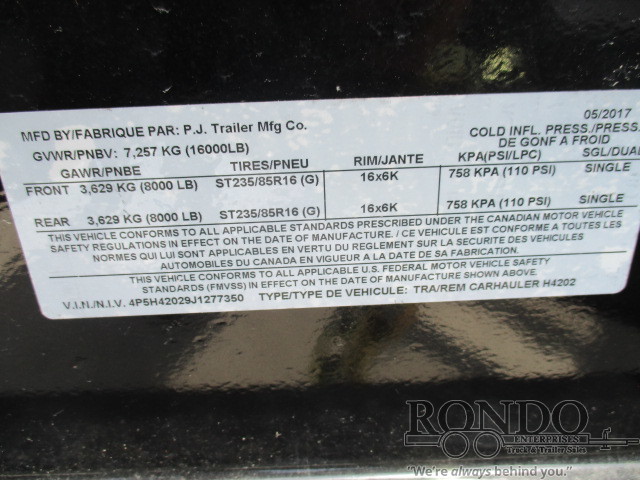 05/2017
MFD BY/FABRIQUE PAR: P.J. Trailer Mfg Co. COLD INFL. PRESS./PRESS.
GVWR/PNBV: 7,257 KG (16000LB) DE GONF A FROID
GAWR/PNBE TIRES/PNEU RIM/JANTE KPA(PSI/LPC) SGL/DUAL
FRONT 3,629 KG (8000 LB) ST235/85R16 (G) 16x6K 758 KPA (110 PSI) SINGLE
REAR 3,629 KG (8000 LB) ST235/85R16 (G) 16x6K 758 KPA (110 PSI) SINGLE
THIS VEHICLE CONFORMS TO ALL APPLICABLE STANDARDS PRESCRIBED UNDER THE CANADIAN MOTOR VEHICLE
SAFETY REGULATIONS IN EFFECT ON THE DATE OF MANUFACTURE. / CE VEHICULE EST CONFORME A TOUTES LES
NORMES QUI LUI SONT APPLICABLES EN VERTU DU REGLEMENT SUR LA SECURITE DES VEHICULES
AUTOMOBILES DU CANADA EN VIGUEUR A LA DATE DE SA FABRICATION.
THIS VEHICLE CONFORMS TO ALL APPLICABLE U.S. FEDERAL MOTOR VEHICLE SAFETY
STANDARDS (FMVSS) IN EFFECT ON THE DATE OF MANUFACTURE SHOWN ABOVE.
V.I.N./N.I.V. 4P5H42029J1277350 TYPE/TYPE DE VEHICULE: TRA/REM CARHAULER H4202
RONDO
ENTERPRISES
Truck & Trailer Sales
"We're always behind you."